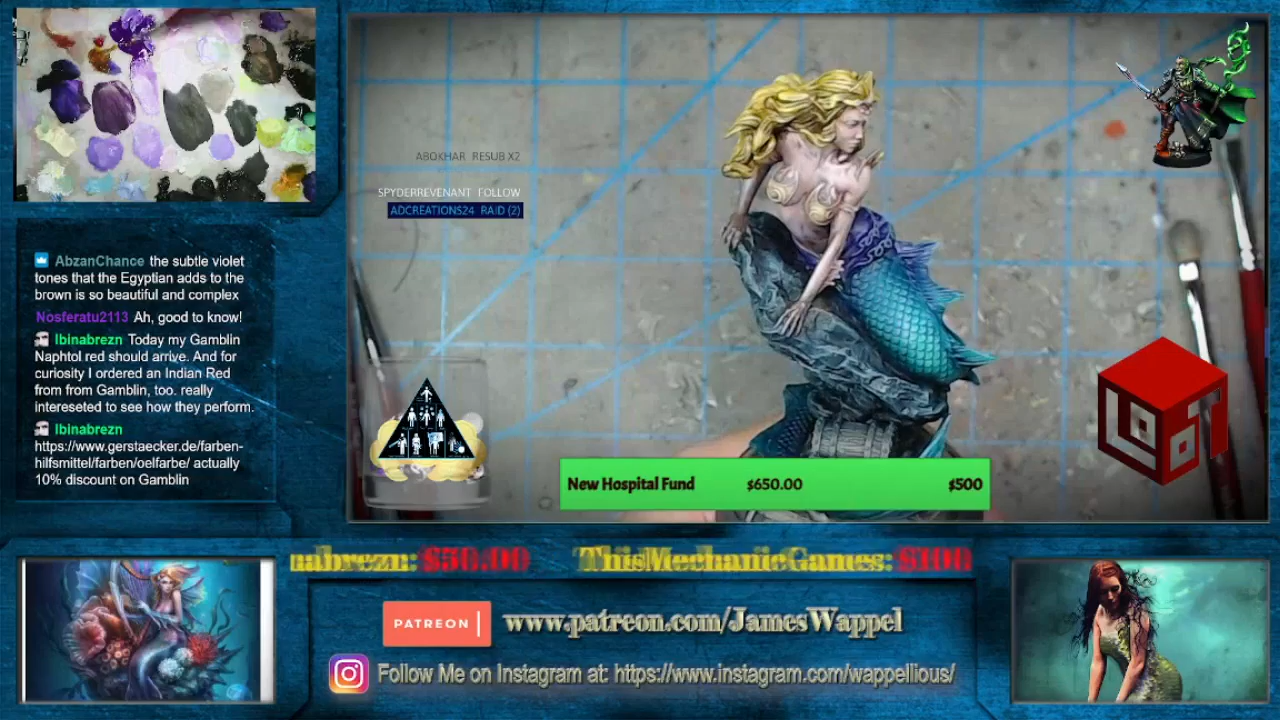 ABOKHAR RESUB X2
SPYDERREVENANT FOLLOW
ADCREATIONS24 RAID (2)
AbzanChance the subtle violet
tones that the Egyptian adds to the
brown is so beautiful and complex
Nosferatu2113 Ah, good to know!
Ibinabrezn Today my Gamblin
Naphtol red should arrive. And for
curiosity I ordered an Indian Red
from from Gamblin, too. really
intereseted to see how they perform.
Ibinabrezn
https://www.gerstaecker.de/farben-
hilfsmittel/farben/oelfarbe/ actually
10% discount on Gamblin
LOOT
New Hospital Fund $650.00 $500
nabrezn: $50.00 ThisMechanicGames: $100
PATREON www.patreon.com/JamesWappel
Follow Me on Instagram at: https://www.instagram.com/wappellious/